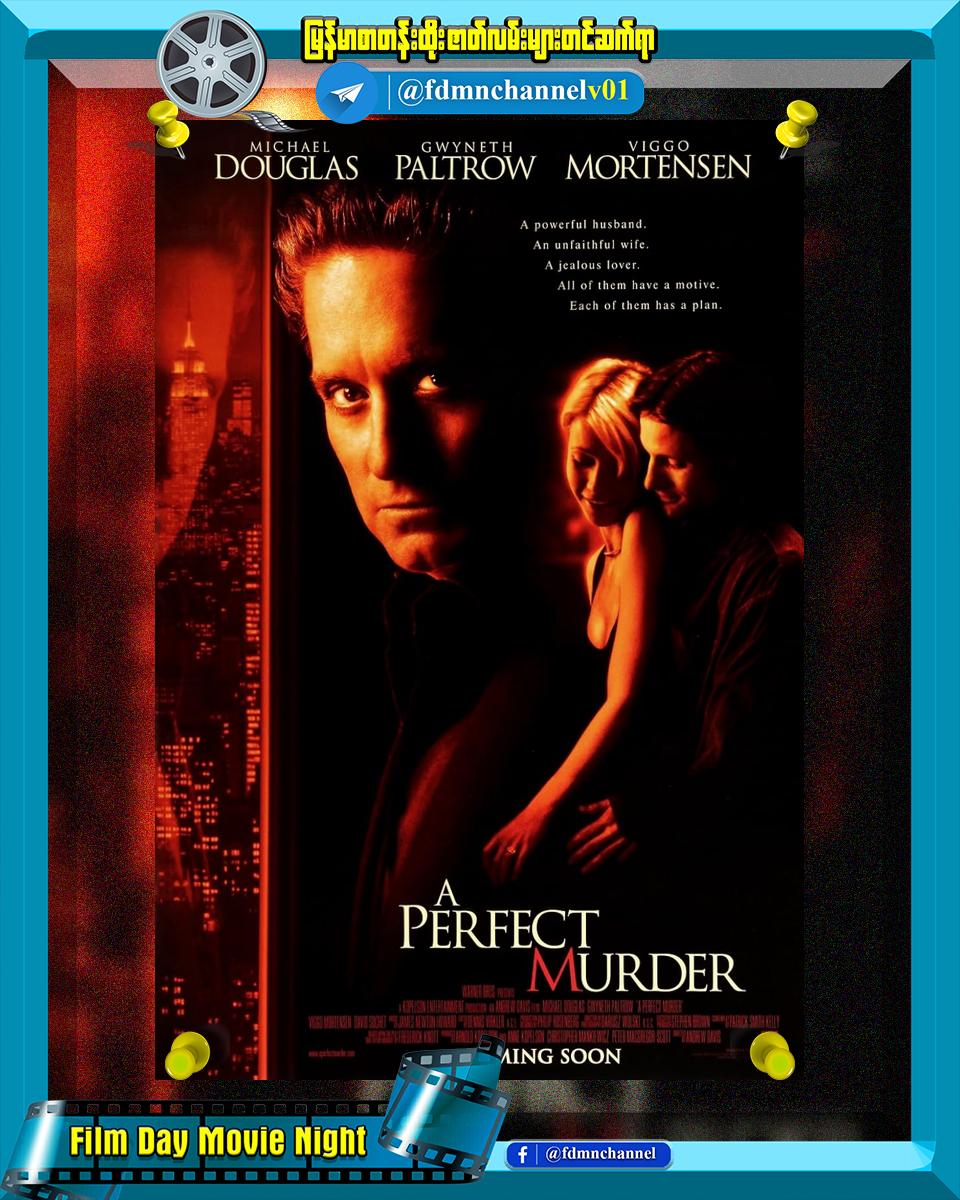 မြန်မာစာတန်းထိုးဇာတ်လမ်းများတင်ဆက်ရာ
@fdmnchannelv01
MICHAEL DOUGLAS
GWYNETH PALTROW
VIGGO MORTENSEN
A powerful husband.
An unfaithful wife.
A jealous lover.
All of them have a motive.
Each of them has a plan.
A
PERFECT
MURDER
WARNER BROS. PRESENTS
MING SOON
Film Day Movie Night
@fdmnchannel